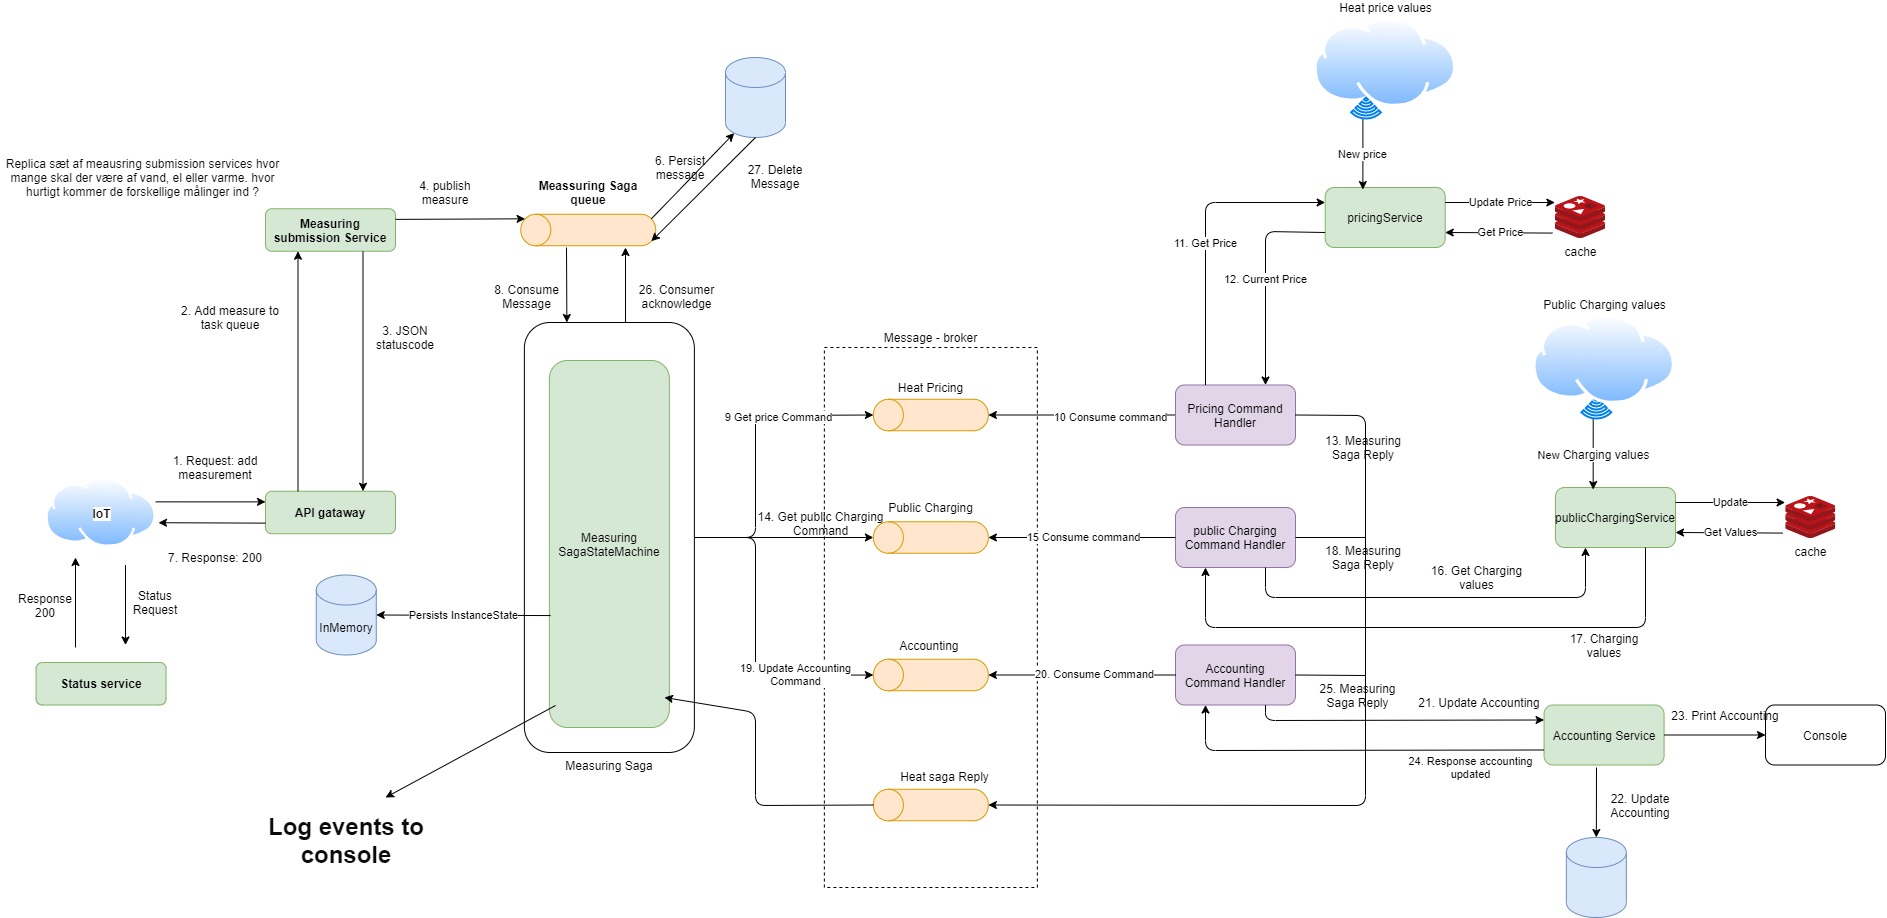 Heat price values
New price
pricingService
Update Price
Get Price
cache
11. Get Price
12. Current Price
Replica sæt af meausring submission services hvor
mange skal der være af vand, el eller varme. hvor
hurtigt kommer de forskellige målinger ind ?
Measuring
submission Service
4. publish
measure
Meassuring Saga
queue
6. Persist
message
27. Delete
Message
2. Add measure to
task queue
3. JSON
statuscode
8. Consume
Message
26. Consumer
acknowledge
1. Request: add
measurement
IoT
API gataway
7. Response: 200
Response
200
Status
Request
Status service
InMemory
Persists InstanceState
Measuring
SagaStateMachine
Measuring Saga
Log events to
console
Message - broker
Heat Pricing
9 Get price Command
10 Consume command
Pricing Command
Handler
13. Measuring
Saga Reply
Public Charging
14. Get public Charging
Command
15 Consume command
public Charging
Command Handler
18. Measuring
Saga Reply
Accounting
19. Update Accounting
Command
20. Consume Command
Accounting
Command Handler
25. Measuring
Saga Reply
Heat saga Reply
Public Charging values
New Charging values
publicChargingService
Update
Get Values
cache
16. Get Charging
values
17. Charging
values
21. Update Accounting
Accounting Service
23. Print Accounting
Console
24. Response accounting
updated
22. Update
Accounting